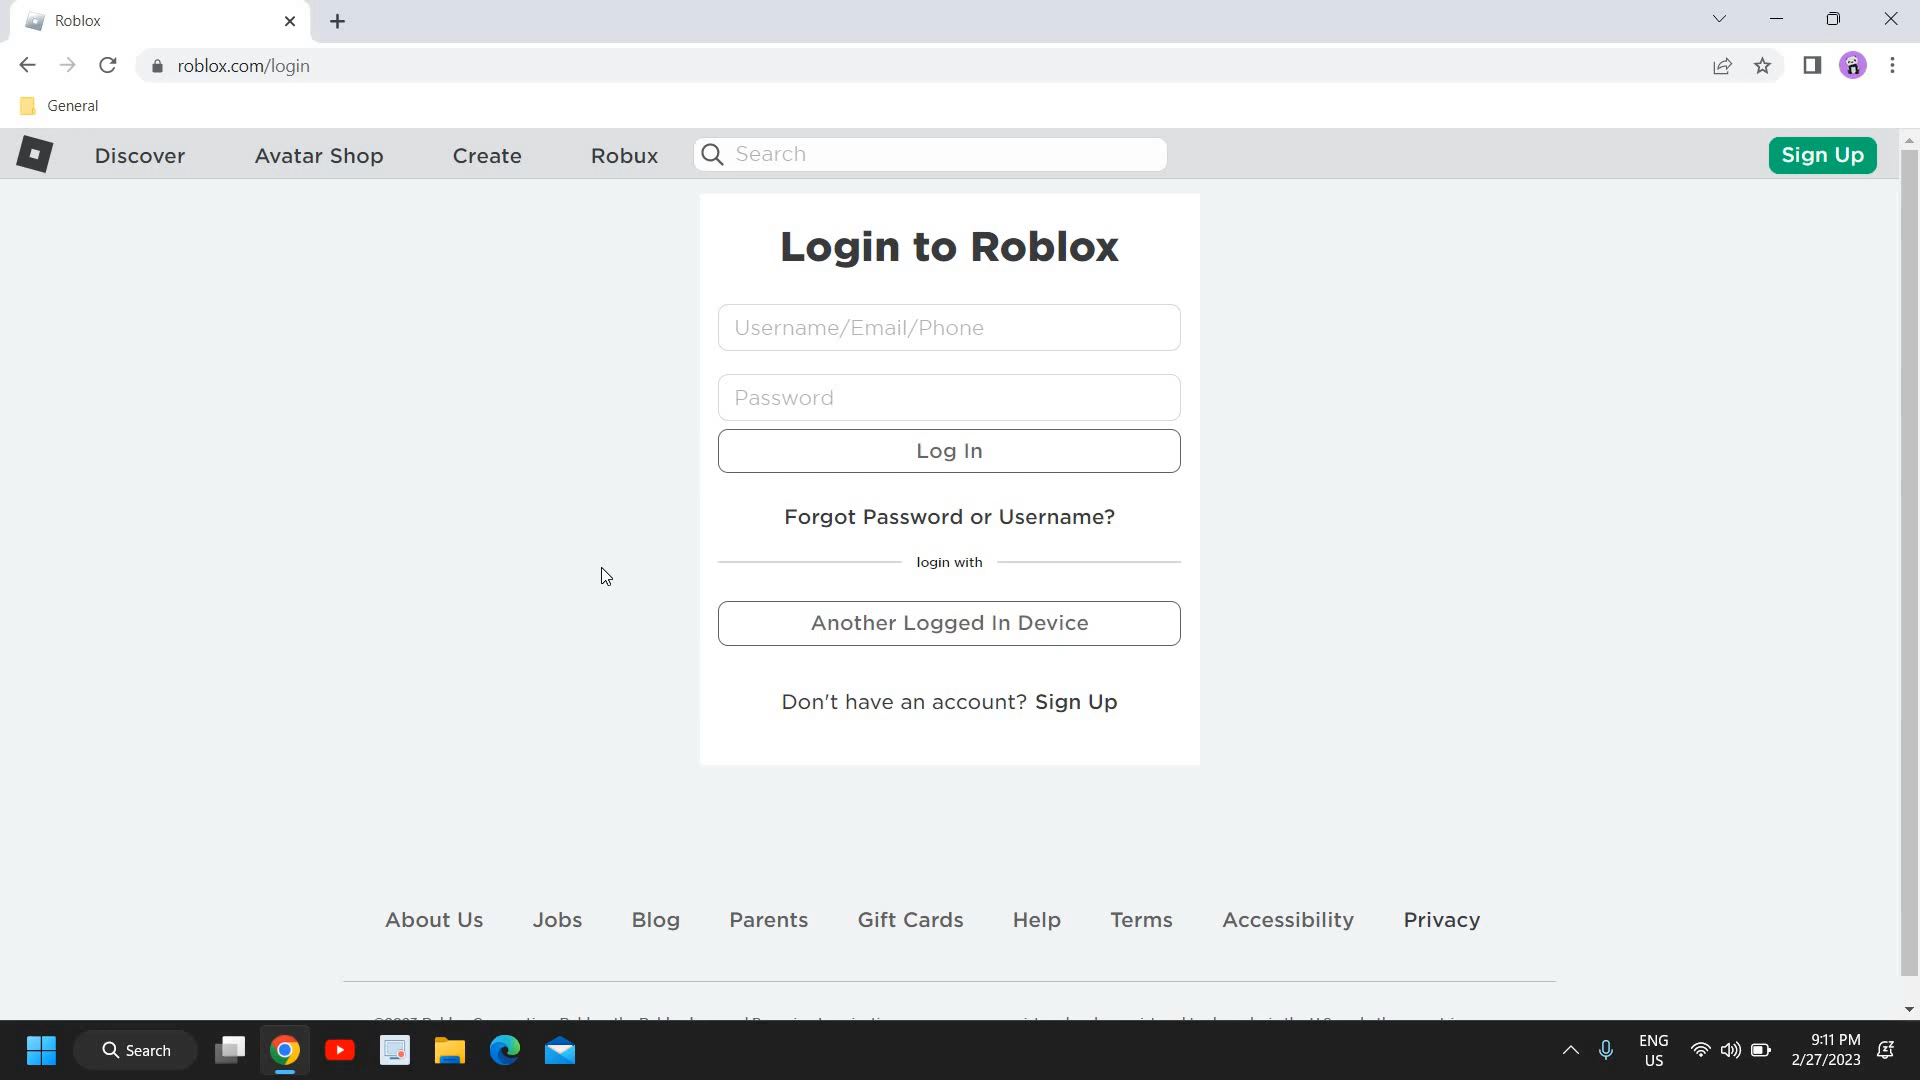 Roblox
roblox.com/login
General
Discover
Avatar Shop
Create
Robux
Search
Sign Up
Login to Roblox
Username/Email/Phone
Password
Log In
Forgot Password or Username?
login with
Another Logged In Device
Don't have an account? Sign Up
About Us
Jobs
Blog
Parents
Gift Cards
Help
Terms
Accessibility
Privacy
Search
ENG
US
9:11 PM
2/27/2023